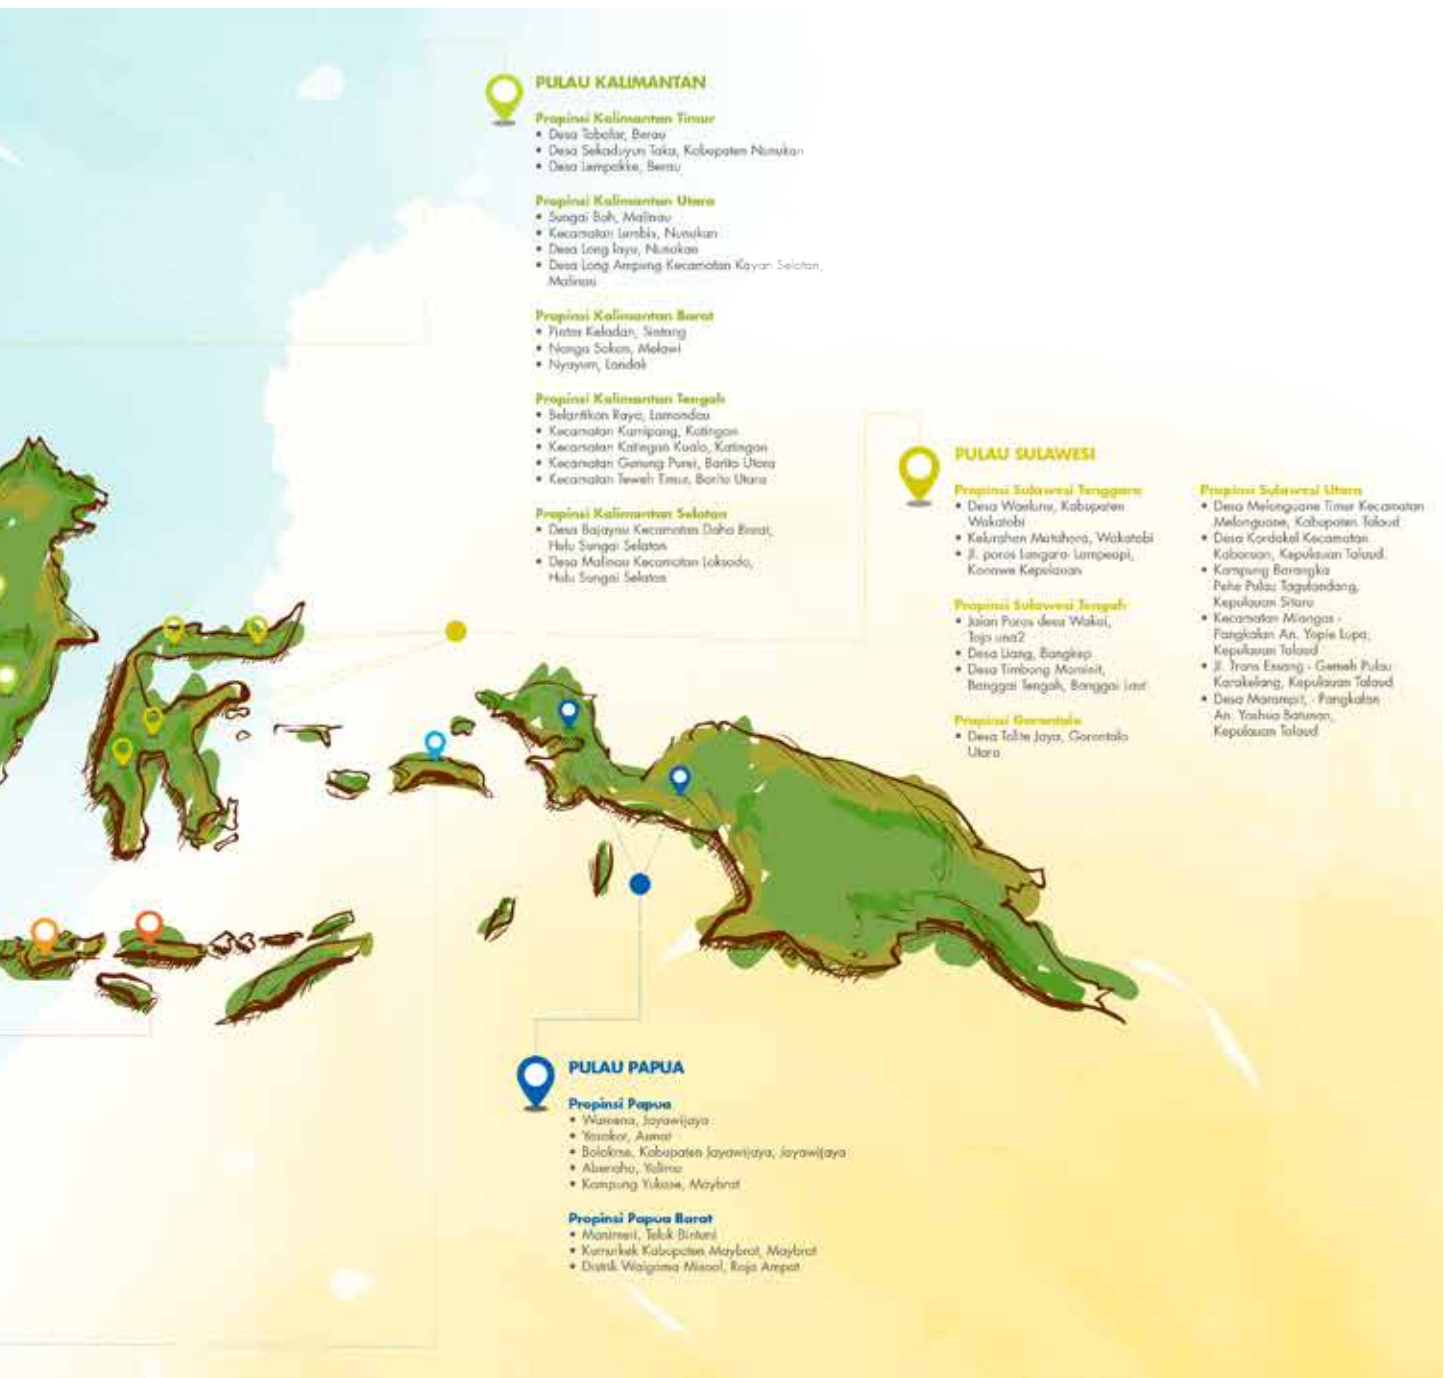 PULAU KALIMANTAN
Propinsi Kalimantan Timur
• Desa Tabalar, Berau
• Desa Sekaduyun Taka, Kabupaten Nunukan
• Desa Lempakke, Berau
Propinsi Kalimantan Utara
• Sungai Boh, Malinau
• Kecamatan Lumbis, Nunukan
• Desa Long layu, Nunukan
• Desa Long Ampung Kecamatan Kayan Selatan,
Malinau
Propinsi Kalimantan Barat
• Pintas Keladan, Sintang
• Nanga Sokan, Melawi
• Nyayum, Landak
Propinsi Kalimantan Tengah
• Belantikan Raya, Lamandau
• Kecamatan Kamipang, Katingan
• Kecamatan Katingan Kuala, Katingan
• Kecamatan Gunung Purei, Barito Utara
• Kecamatan Teweh Timur, Barito Utara
Propinsi Kalimantan Selatan
• Desa Bajayau Kecamatan Daha Barat,
Hulu Sungai Selatan
• Desa Malinau Kecamatan Loksado,
Hulu Sungai Selatan
PULAU SULAWESI
Propinsi Sulawesi Tenggara
• Desa Waelumu, Kabupaten
Wakatobi
• Kelurahan Matahora, Wakatobi
• Jl. poros Langara- Lampeapi,
Konawe Kepulauan
Propinsi Sulawesi Tengah
• Jalan Poros desa Wakai,
Tojo una2
• Desa Liang, Bangkep
• Desa Timbong Mominit,
Banggai Tengah, Banggai Laut
Propinsi Gorontalo
• Desa Tolite Jaya, Gorontalo
Utara
Propinsi Sulawesi Utara
• Desa Melonguane Timur Kecamatan
Melonguane, Kabupaten Talaud
• Desa Kordakel Kecamatan
Kabaruan, Kepulauan Talaud
• Kampung Barangka
Pehe Pulau Tagulandang,
Kepulauan Sitaru
• Kecamatan Miangas -
Pangkalan An. Yopie Lupa,
Kepulauan Talaud
• Jl. Trans Essang - Gemeh Pulau
Karakelang, Kepulauan Talaud
• Desa Marampit, - Pangkalan
An. Yoshua Batunan,
Kepulauan Talaud
PULAU PAPUA
Propinsi Papua
• Wamena, Jayawijaya
• Yosakor, Asmat
• Bolakme, Kabupaten Jayawijaya, Jayawijaya
• Abenaho, Yalimo
• Kampung Yukase, Maybrat
Propinsi Papua Barat
• Manimeri, Teluk Bintuni
• Kumurkek Kabupaten Maybrat, Maybrat
• Distrik Waigama Misool, Raja Ampat